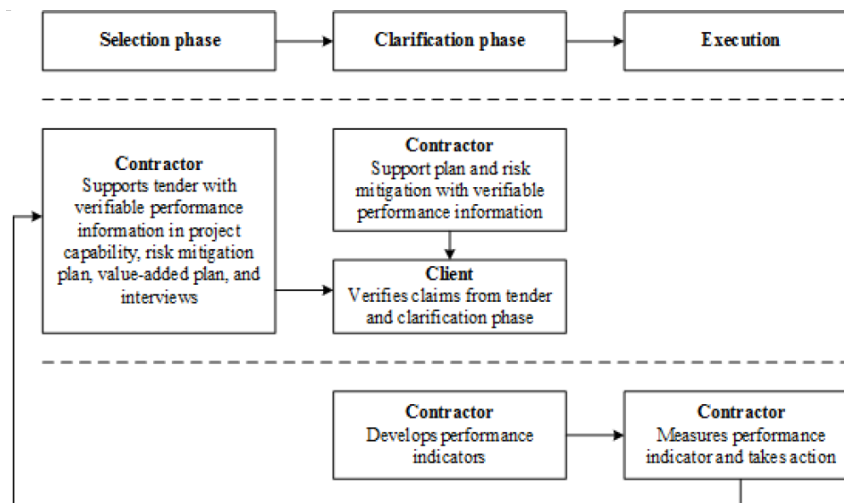 Selection phase
Clarification phase
Execution
Contractor
Supports tender with
verifiable performance
information in project
capability, risk mitigation
plan, value-added plan, and
interviews
Contractor
Support plan and risk
mitigation with verifiable
performance information
Client
Verifies claims from tender
and clarification phase
Contractor
Develops performance
indicators
Contractor
Measures performance
indicator and takes action